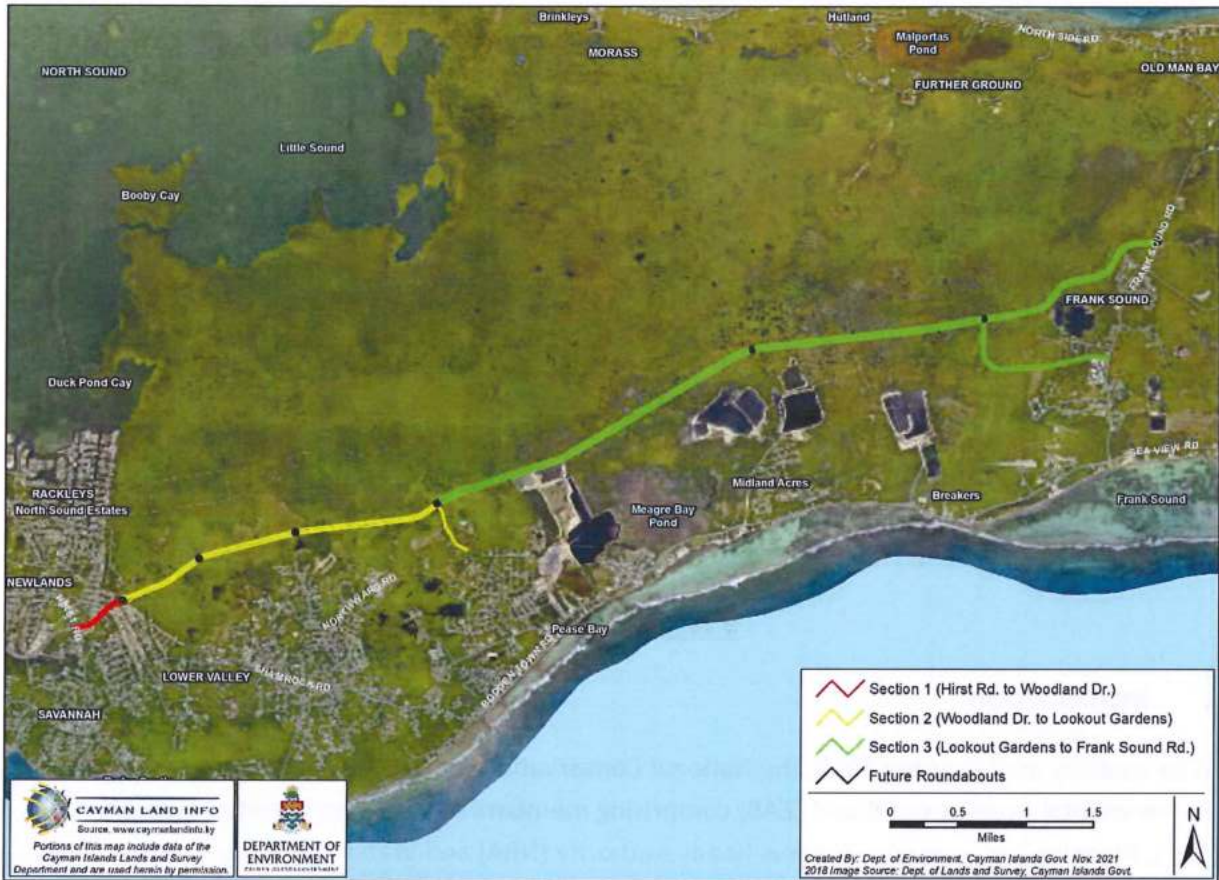 Brinkleys
Hutland
MORASS
Malportas
Pond
NORTH SIDE RD
NORTH SOUND
OLD MAN BAY
FURTHER GROUND
Little Sound
Booby Cay
FRANK SOUND RD
FRANK SOUND
Duck Pond Cay
SEA VIEW RD
RACKLEYS
North Sound Estates
Midland Acres
Breakers
Frank Sound
Meagre Bay
Pond
NEWLANDS
NORTHWARD RD
Pease Bay
BODDEN TOWN RD
LOWER VALLEY
SHAMROCK RD
SAVANNAH
Section 1 (Hirst Rd. to Woodland Dr.)
Section 2 (Woodland Dr. to Lookout Gardens)
Section 3 (Lookout Gardens to Frank Sound Rd.)
Future Roundabouts
0 0.5 1 1.5
Miles
N
Created By: Dept. of Environment, Cayman Islands Govt. Nov. 2021
2018 Image Source: Dept. of Lands and Survey, Cayman Islands Govt.
CAYMAN LAND INFO
Source. www.caymanlandinfo.ky
Portions of this map include data of the
Cayman Islands Lands and Survey
Department and are used herein by permission.
DEPARTMENT OF
ENVIRONMENT
CAYMAN ISLANDS GOVERNMENT